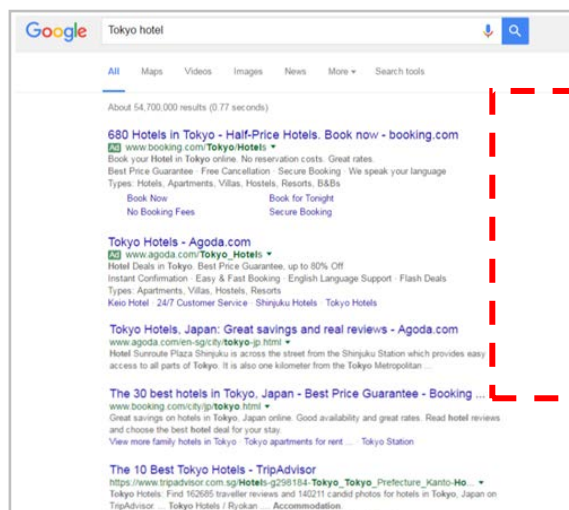 Google Tokyo hotel
All Maps Videos Images News More Search tools
About 54,700,000 results (0.77 seconds)
680 Hotels in Tokyo - Half-Price Hotels. Book now - booking.com
Ad www.booking.com/Tokyo/Hotels
Book your Hotel in Tokyo online. No reservation costs. Great rates.
Best Price Guarantee · Free Cancellation · Secure Booking · We speak your language
Types: Hotels, Apartments, Villas, Hostels, Resorts, B&Bs
Book Now Book for Tonight
No Booking Fees Secure Booking
Tokyo Hotels - Agoda.com
Ad www.agoda.com/Tokyo_Hotels
Hotel Deals in Tokyo. Best Price Guarantee, up to 80% Off
Instant Confirmation · Easy & Fast Booking · English Language Support · Flash Deals
Types: Apartments, Villas, Hostels, Resorts
Keio Hotel · 24/7 Customer Service · Shinjuku Hotels · Tokyo Hotels
Tokyo Hotels, Japan: Great savings and real reviews - Agoda.com
www.agoda.com/en-sg/city/tokyo-jp.html
Hotel Sunroute Plaza Shinjuku is across the street from the Shinjuku Station which provides easy
access to all parts of Tokyo. It is also one kilometer from the Tokyo Metropolitan ...
The 30 best hotels in Tokyo, Japan - Best Price Guarantee - Booking ...
www.booking.com/city/jp/tokyo.html
Great savings on hotels in Tokyo, Japan online. Good availability and great rates. Read hotel reviews
and choose the best hotel deal for your stay.
View more family hotels in Tokyo · Tokyo apartments for rent ... · Tokyo Station
The 10 Best Tokyo Hotels - TripAdvisor
https://www.tripadvisor.com.sg/Hotels-g298184-Tokyo_Tokyo_Prefecture_Kanto-Ho...
Tokyo Hotels: Find 162685 traveller reviews and 140211 candid photos for hotels in Tokyo, Japan on
TripAdvisor ... Tokyo Hotels / Ryokan ... Accommodation